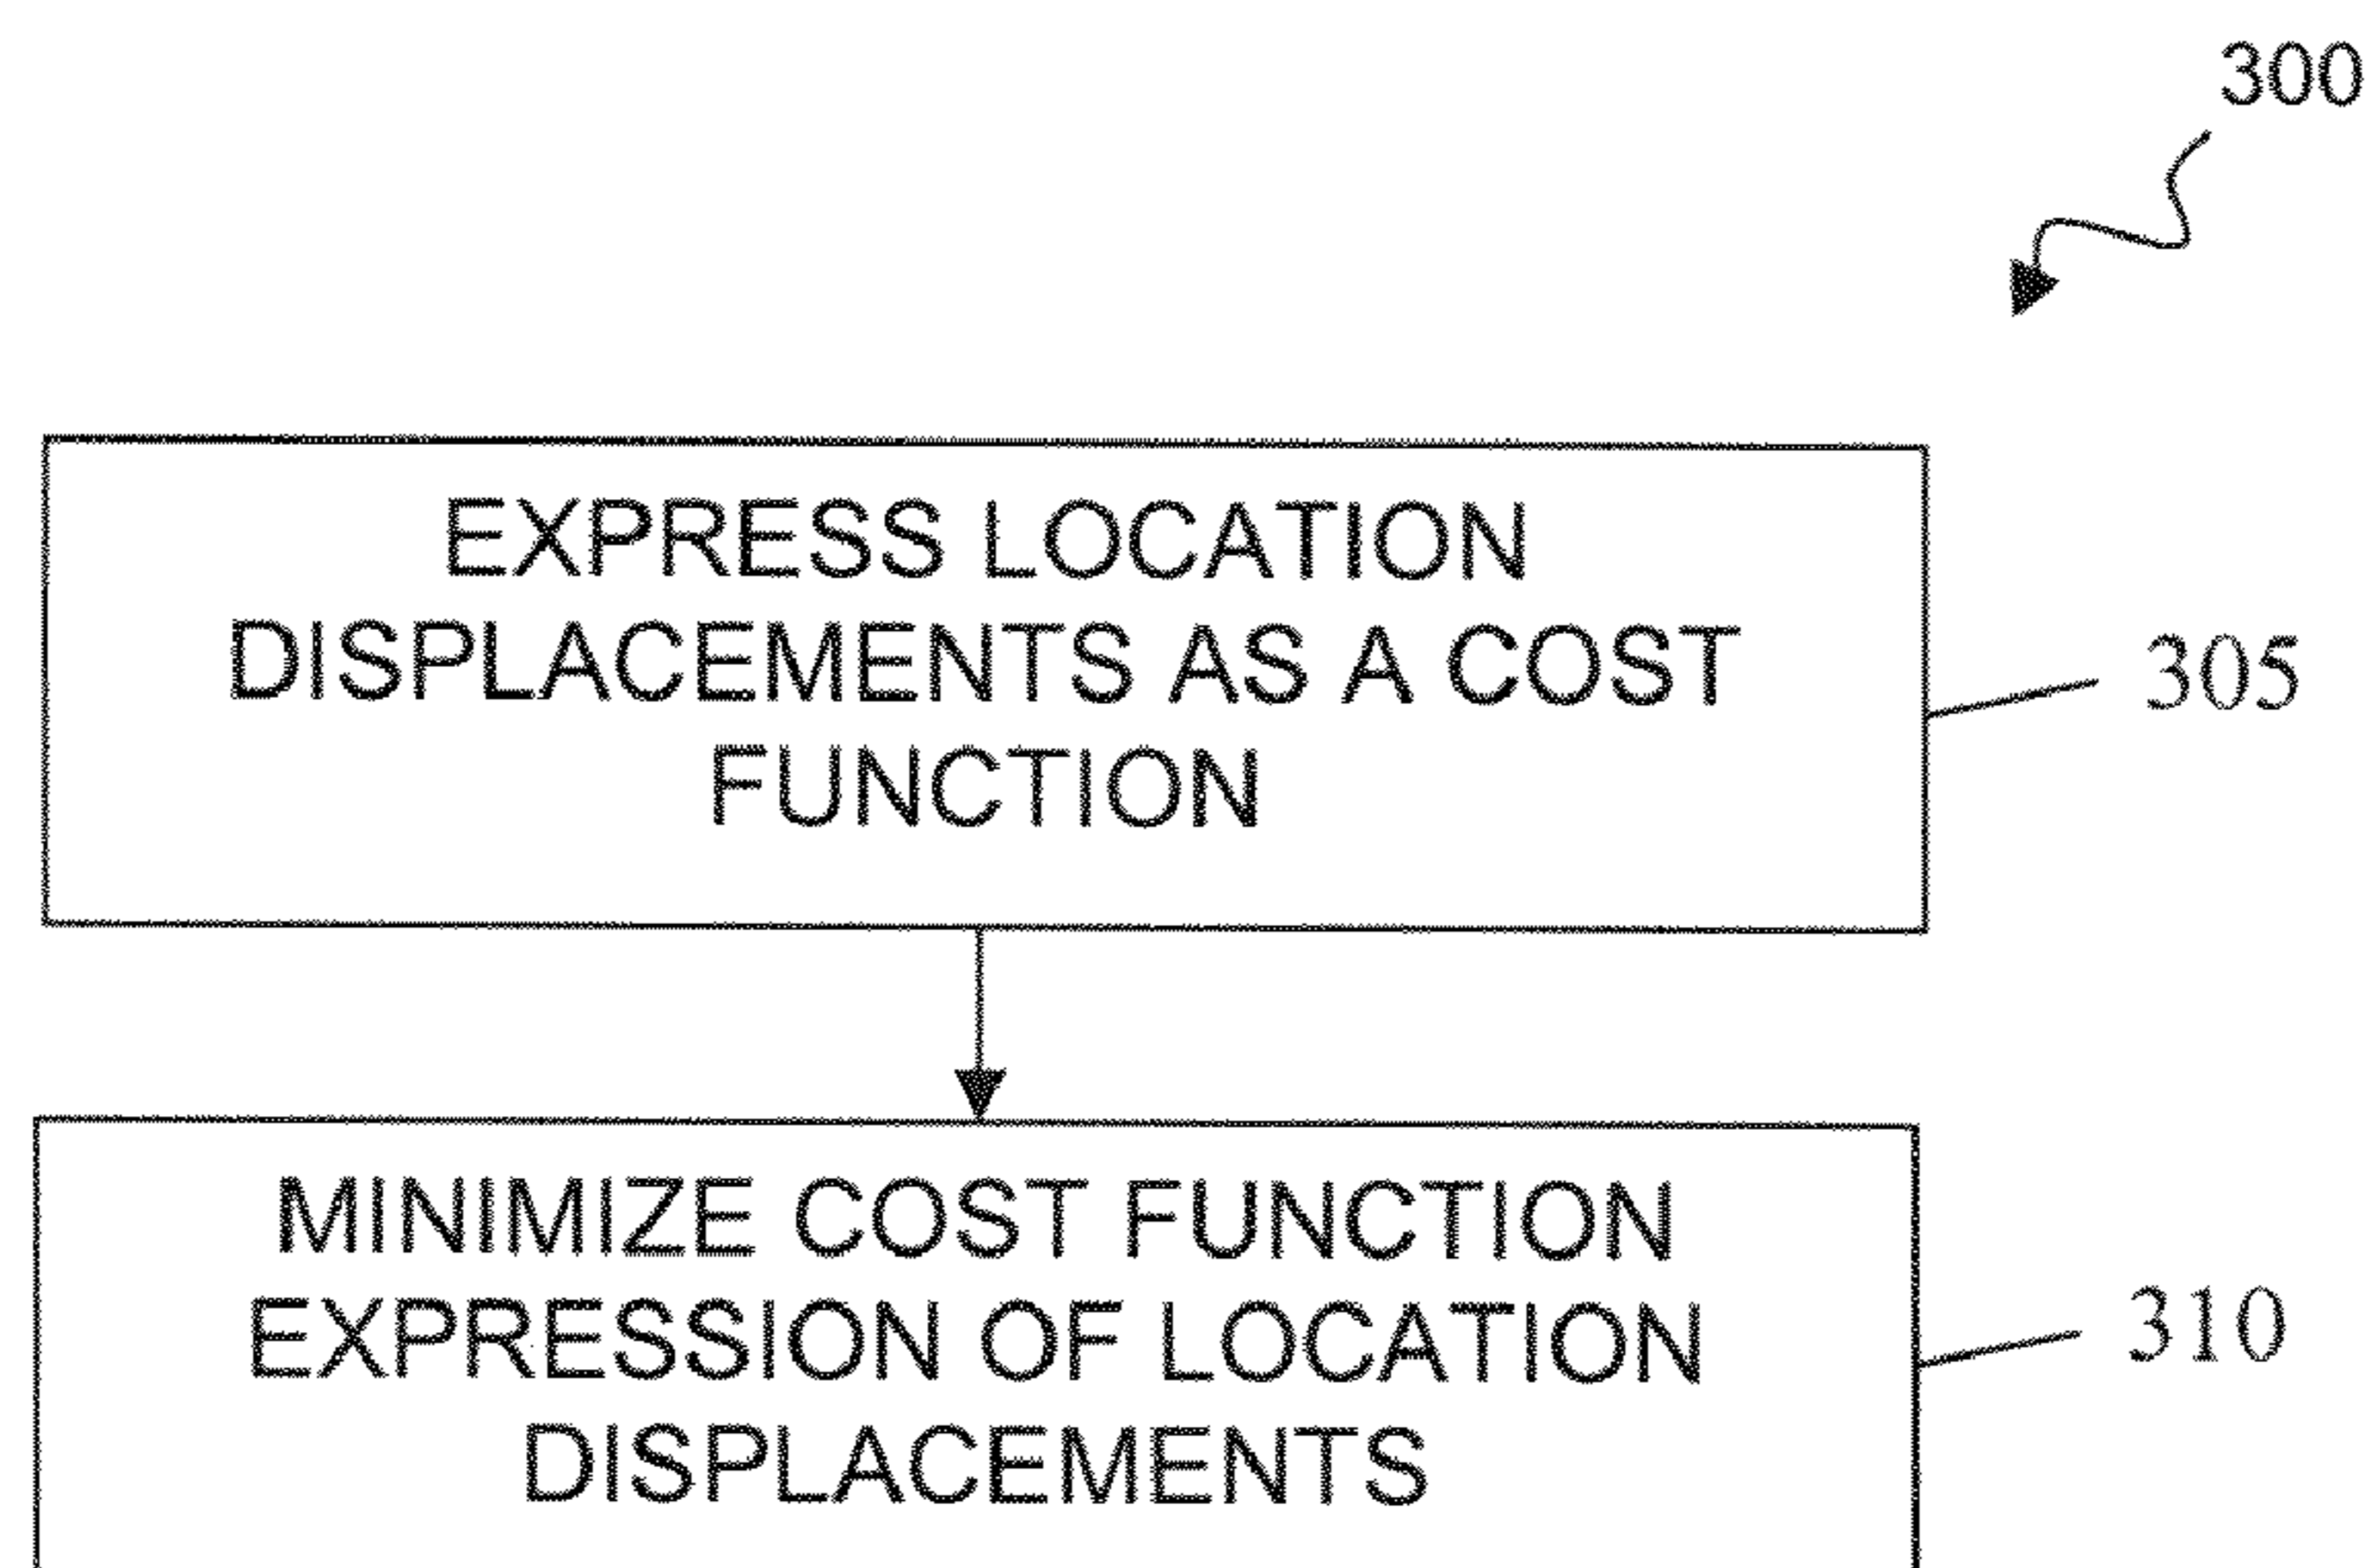 300
EXPRESS LOCATION
DISPLACEMENTS AS A COST
FUNCTION
305
MINIMIZE COST FUNCTION
EXPRESSION OF LOCATION
DISPLACEMENTS
310